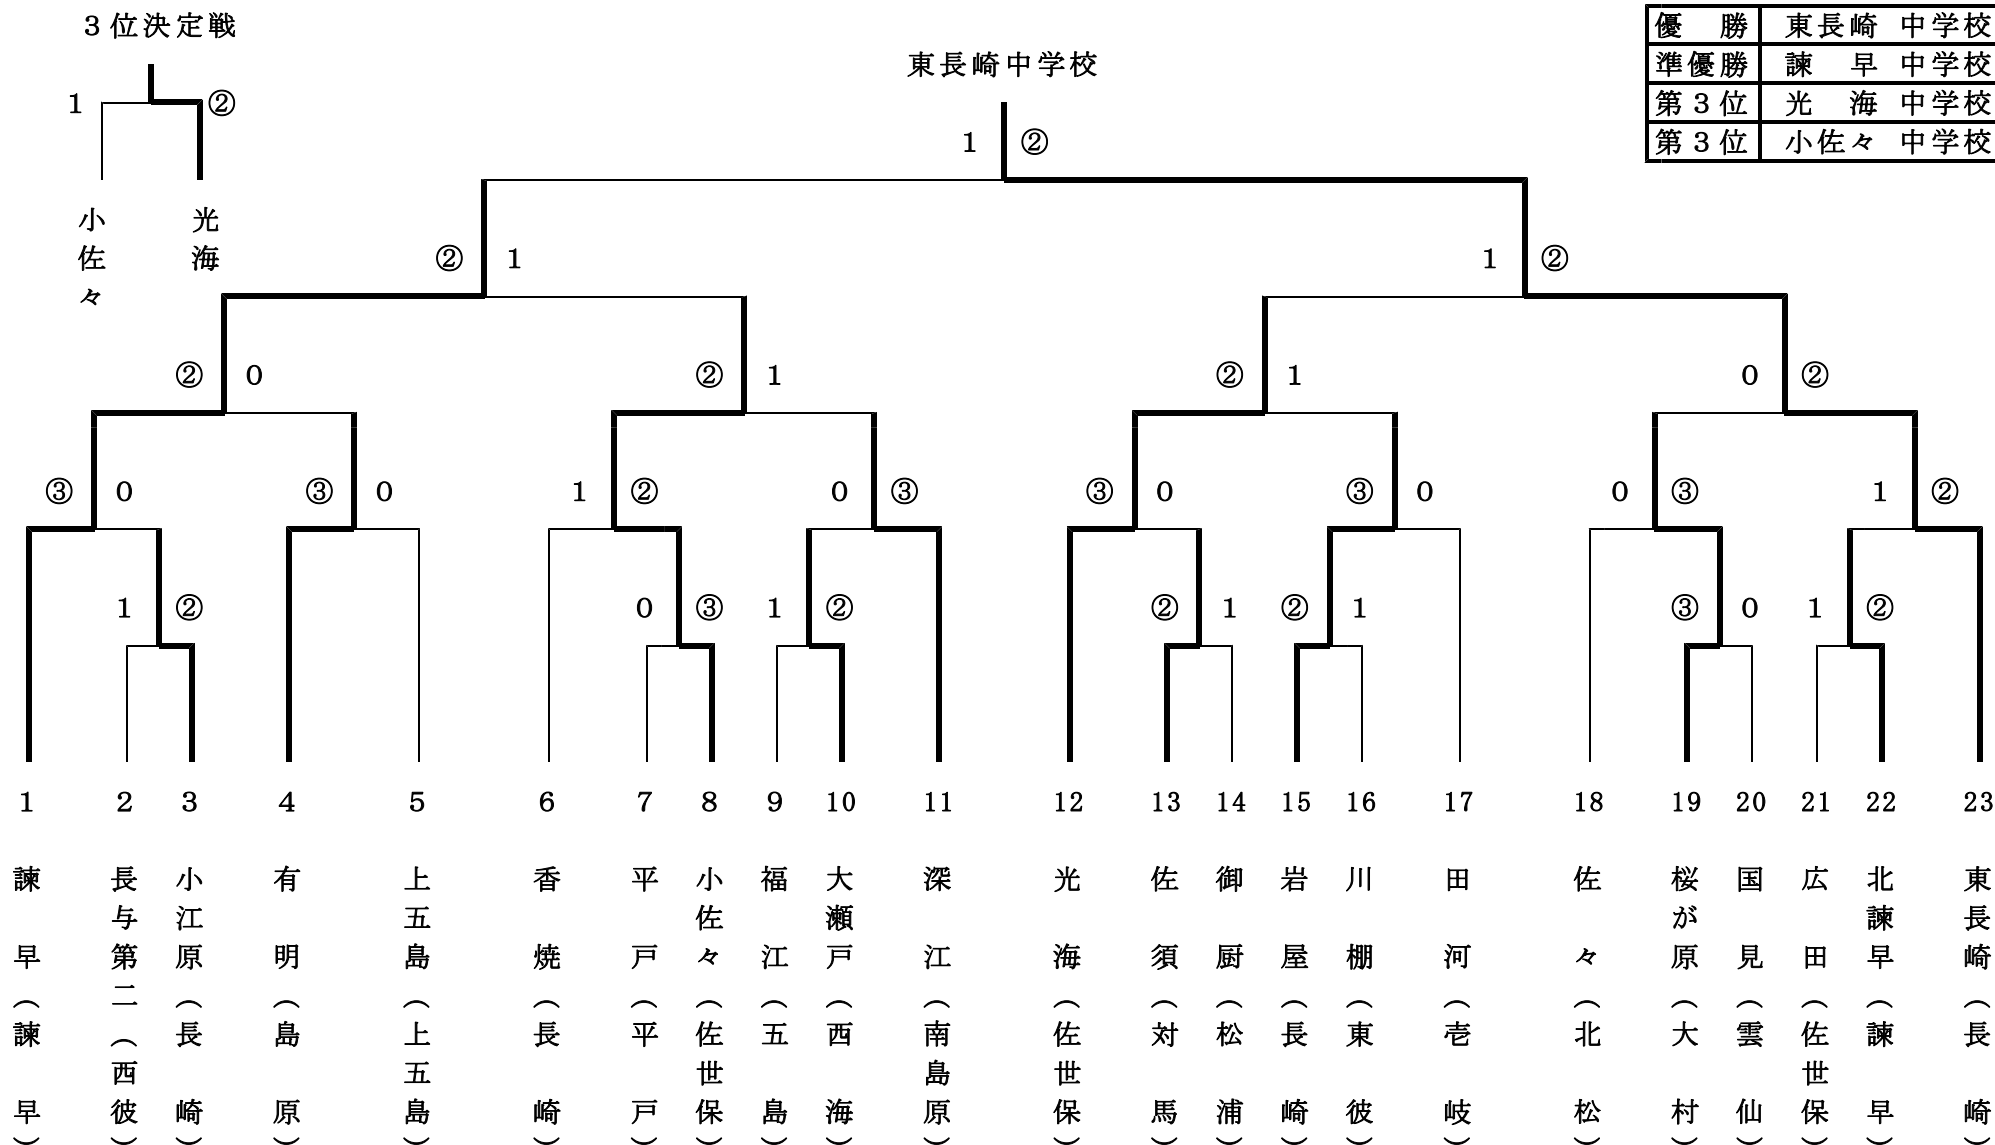 ３位決定戦
1 ②
小佐々
光海
東長崎中学校
優　勝 東長崎 中学校
準優勝 諫　早 中学校
第３位 光　海 中学校
第３位 小佐々 中学校
1 ②
② 1 1 ②
② 0 ② 1 ② 1 0 ②
③ 0 ③ 0 1 ② 0 ③ ③ 0 ③ 0 0 ③ 1 ②
1 ② 0 ③ 1 ② ② 1 ② 1 ③ 0 1 ②
1 2 3 4 5 6 7 8 9 10 11 12 13 14 15 16 17 18 19 20 21 22 23
諫早（諫早）
長与第二（西彼）
小江原（長崎）
有明（島原）
上五島（上五島）
香焼（長崎）
平戸（平戸）
小佐々（佐世保）
福江（五島）
大瀬戸（西海）
深江（南島原）
光海（佐世保）
佐須（対馬）
御厨（松浦）
岩屋（長崎）
川棚（東彼）
田河（壱岐）
佐々（北松）
桜が原（大村）
国見（雲仙）
広田（佐世保）
北諫早（諫早）
東長崎（長崎）